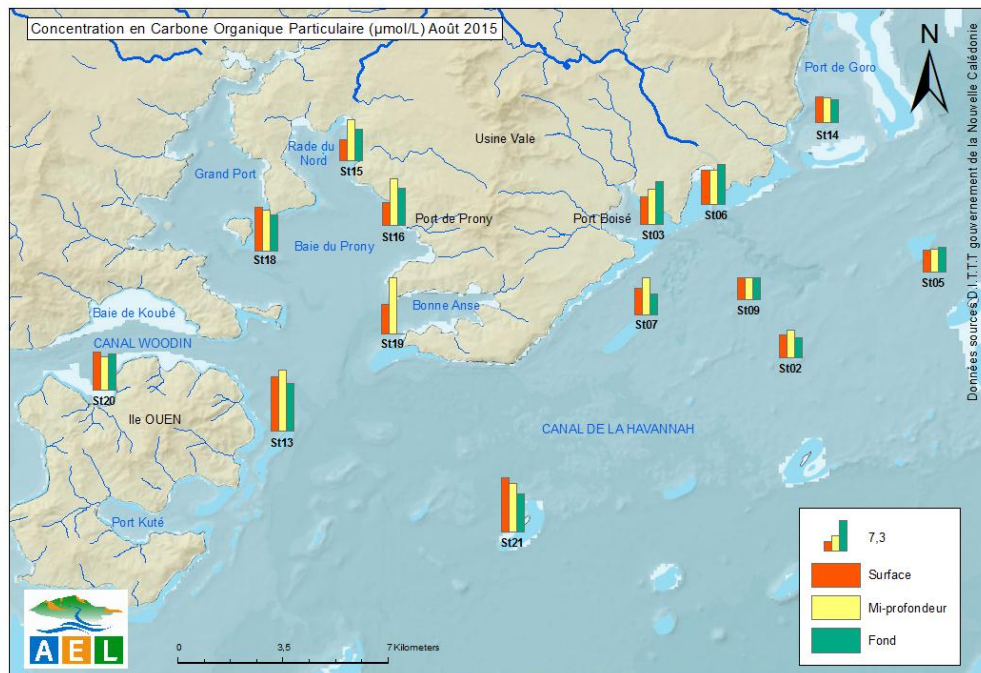 Concentration en Carbone Organique Particulaire (µmol/L) Août 2015
N
Port de Goro
St14
Usine Vale
Rade du
Nord
St15
Grand Port
St06
St16
Port de Prony
Port Boisé
St03
St18
Baie du Prony
St05
Bonne Anse
St07
St09
Baie de Koubé
St19
CANAL WOODIN
St02
St20
Ile OUEN
St13
CANAL DE LA HAVANNAH
Port Kuté
St21
7,3
Surface
Mi-profondeur
Fond
AEL
0 3,5 7 Kilometers
Données sources D.I.T.T.T gouvernement de la Nouvelle Calédonie